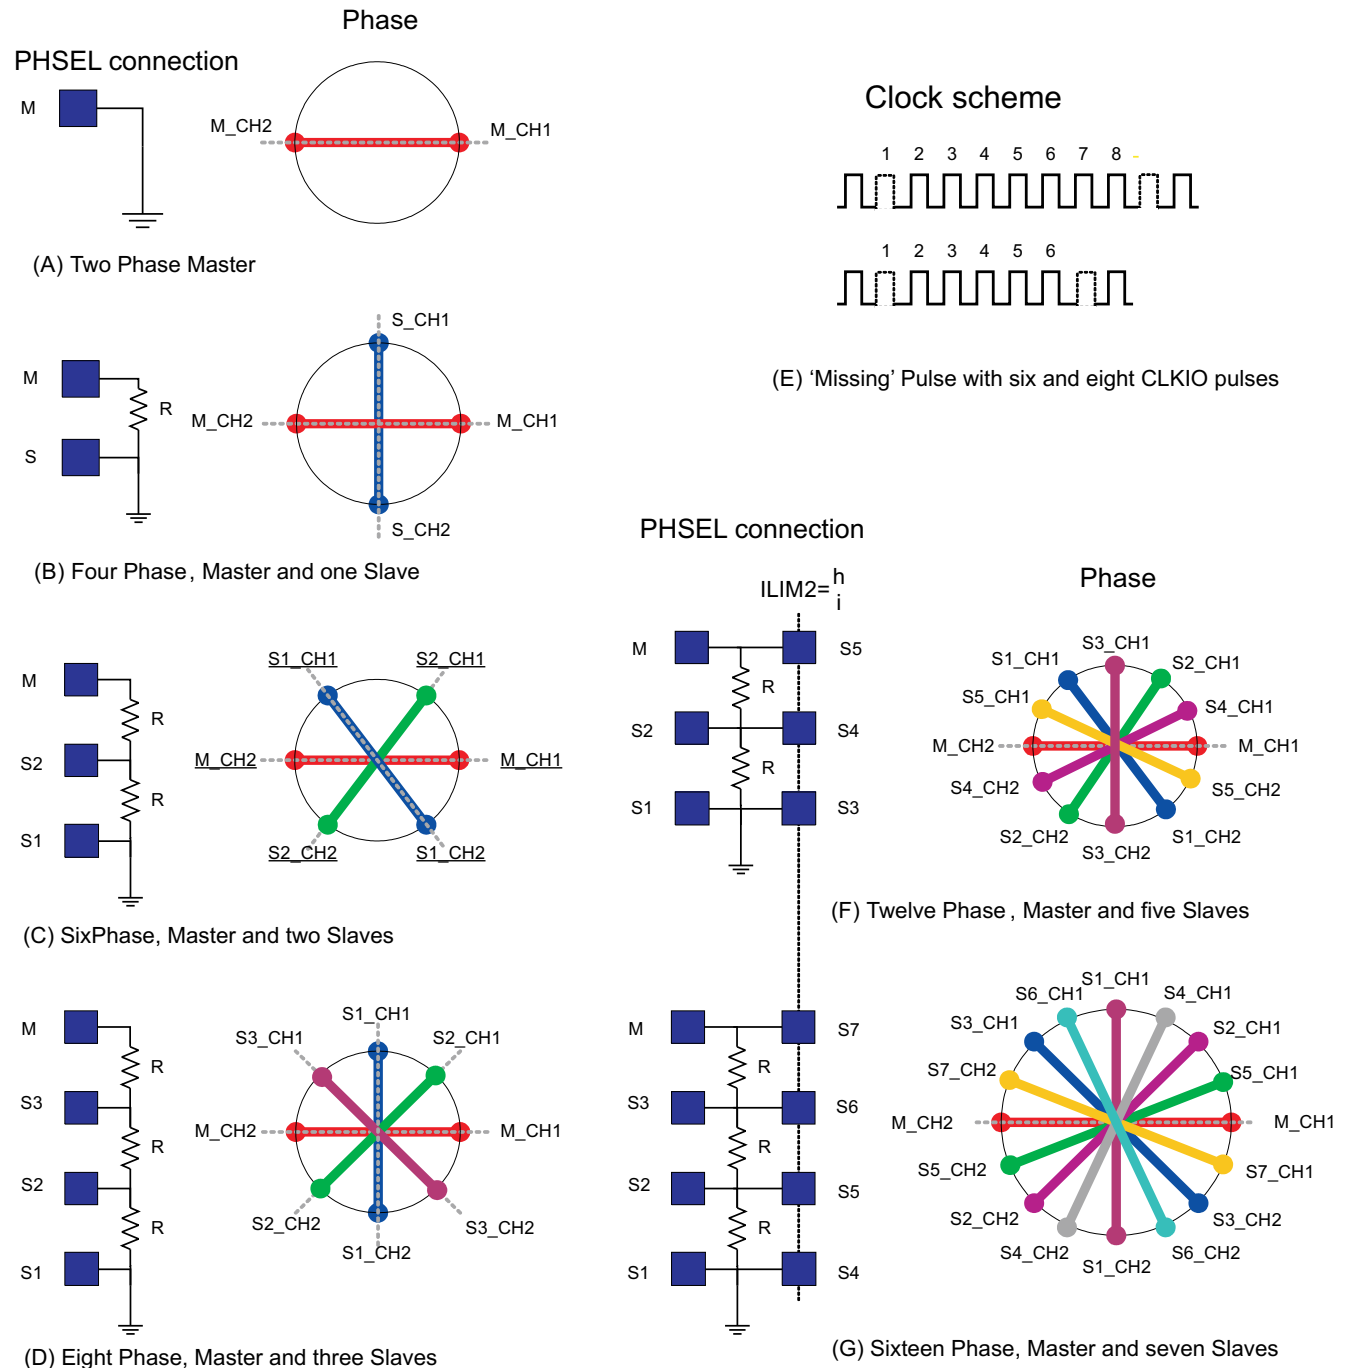 Phase
PHSEL connection
M
M_CH2
M_CH1
(A) Two Phase Master
Clock scheme
1 2 3 4 5 6 7 8
1 2 3 4 5 6
(E) ‘Missing’ Pulse with six and eight CLKIO pulses
S_CH1
M
R
M_CH2
M_CH1
S
S_CH2
(B) Four Phase, Master and one Slave
S1_CH1
S2_CH1
M
R
S2
M_CH2
M_CH1
R
S1
S2_CH2
S1_CH2
(C) SixPhase, Master and two Slaves
S1_CH1
S3_CH1
S2_CH1
M
R
S3
M_CH2
M_CH1
R
S2
R
S2_CH2
S3_CH2
S1_CH2
S1
(D) Eight Phase, Master and three Slaves
PHSEL connection
Phase
ILIM2= h
i
M
S5
R
S2
S4
R
S1
S3
S3_CH1
S1_CH1
S2_CH1
S5_CH1
S4_CH1
M_CH2
M_CH1
S4_CH2
S5_CH2
S2_CH2
S1_CH2
S3_CH2
(F) Twelve Phase, Master and five Slaves
M
S7
R
S3
S6
R
S2
S5
R
S1
S4
S1_CH1
S6_CH1
S4_CH1
S3_CH1
S2_CH1
S7_CH2
S5_CH1
M_CH2
M_CH1
S5_CH2
S7_CH1
S2_CH2
S3_CH2
S4_CH2
S6_CH2
S1_CH2
(G) Sixteen Phase, Master and seven Slaves